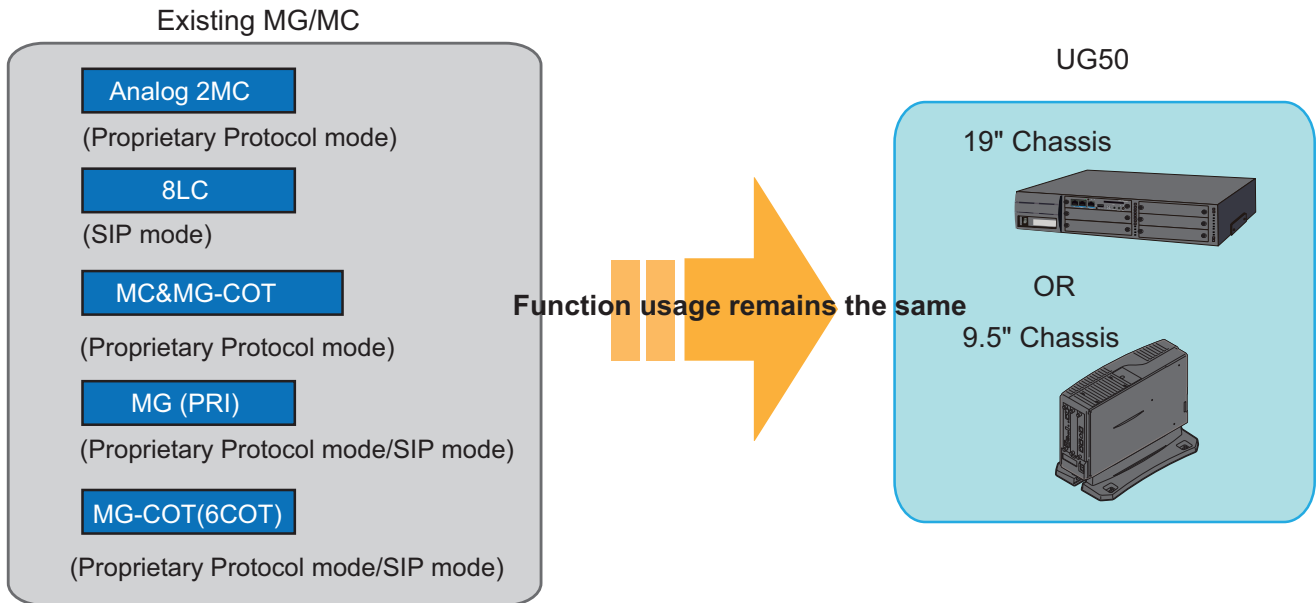 Existing MG/MC
Analog 2MC
(Proprietary Protocol mode)
8LC
(SIP mode)
MC&MG-COT
(Proprietary Protocol mode)
MG (PRI)
(Proprietary Protocol mode/SIP mode)
MG-COT(6COT)
(Proprietary Protocol mode/SIP mode)
Function usage remains the same
UG50
19" Chassis
OR
9.5" Chassis